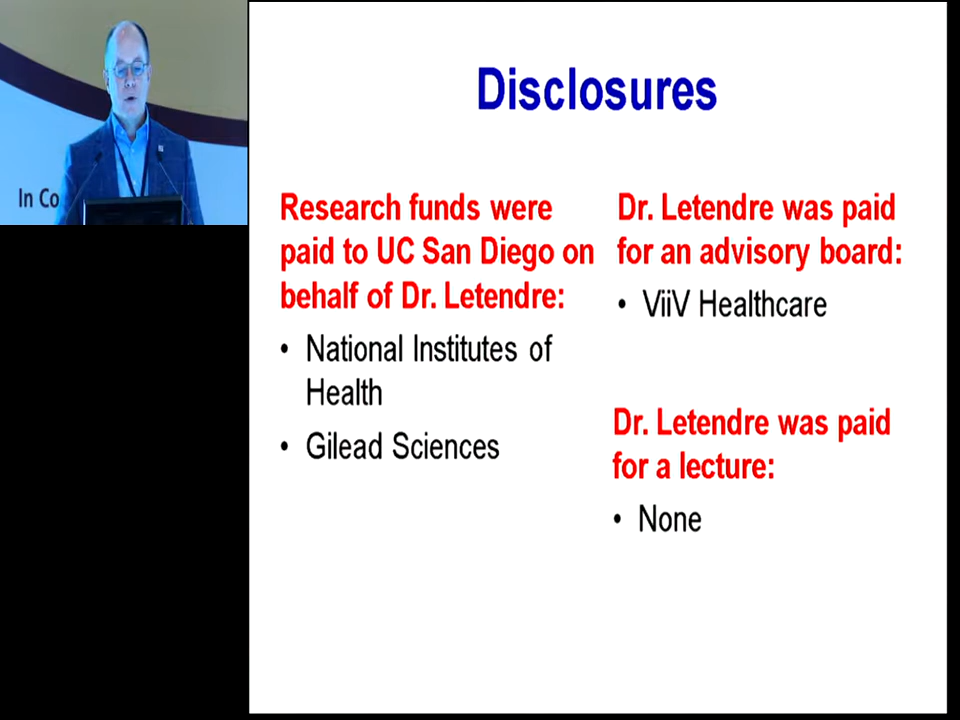 In Co
Disclosures
Research funds were
paid to UC San Diego on
behalf of Dr. Letendre:
• National Institutes of
Health
• Gilead Sciences
Dr. Letendre was paid
for an advisory board:
• ViiV Healthcare
Dr. Letendre was paid
for a lecture:
• None